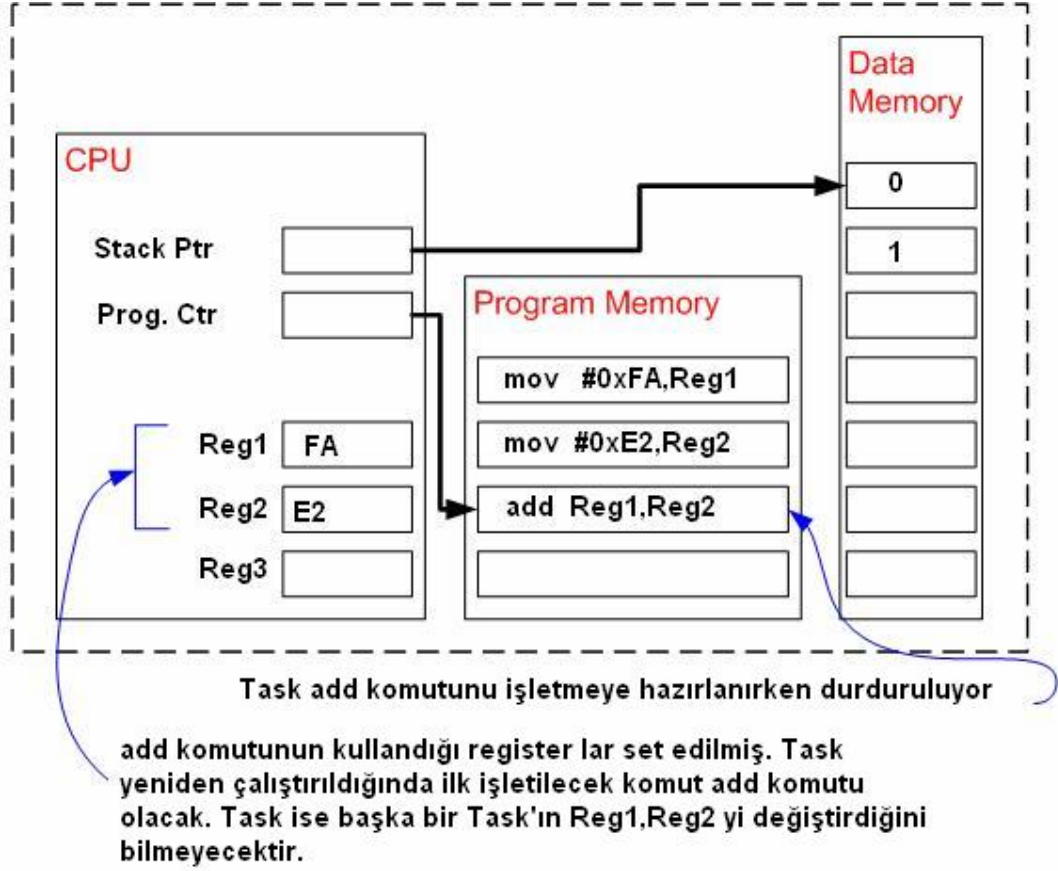 CPU
Stack Ptr
Prog. Ctr
Reg1
FA
Reg2
E2
Reg3
Program Memory
mov #0xFA,Reg1
mov #0xE2,Reg2
add Reg1,Reg2
Data
Memory
0
1
Task add komutunu işletmeye hazırlanırken durduruluyor
add komutunun kullandığı register lar set edilmiş. Task
yeniden çalıştırıldığında ilk işletilecek komut add komutu
olacak. Task ise başka bir Task'ın Reg1,Reg2 yi değiştirdiğini
bilmeyecektir.